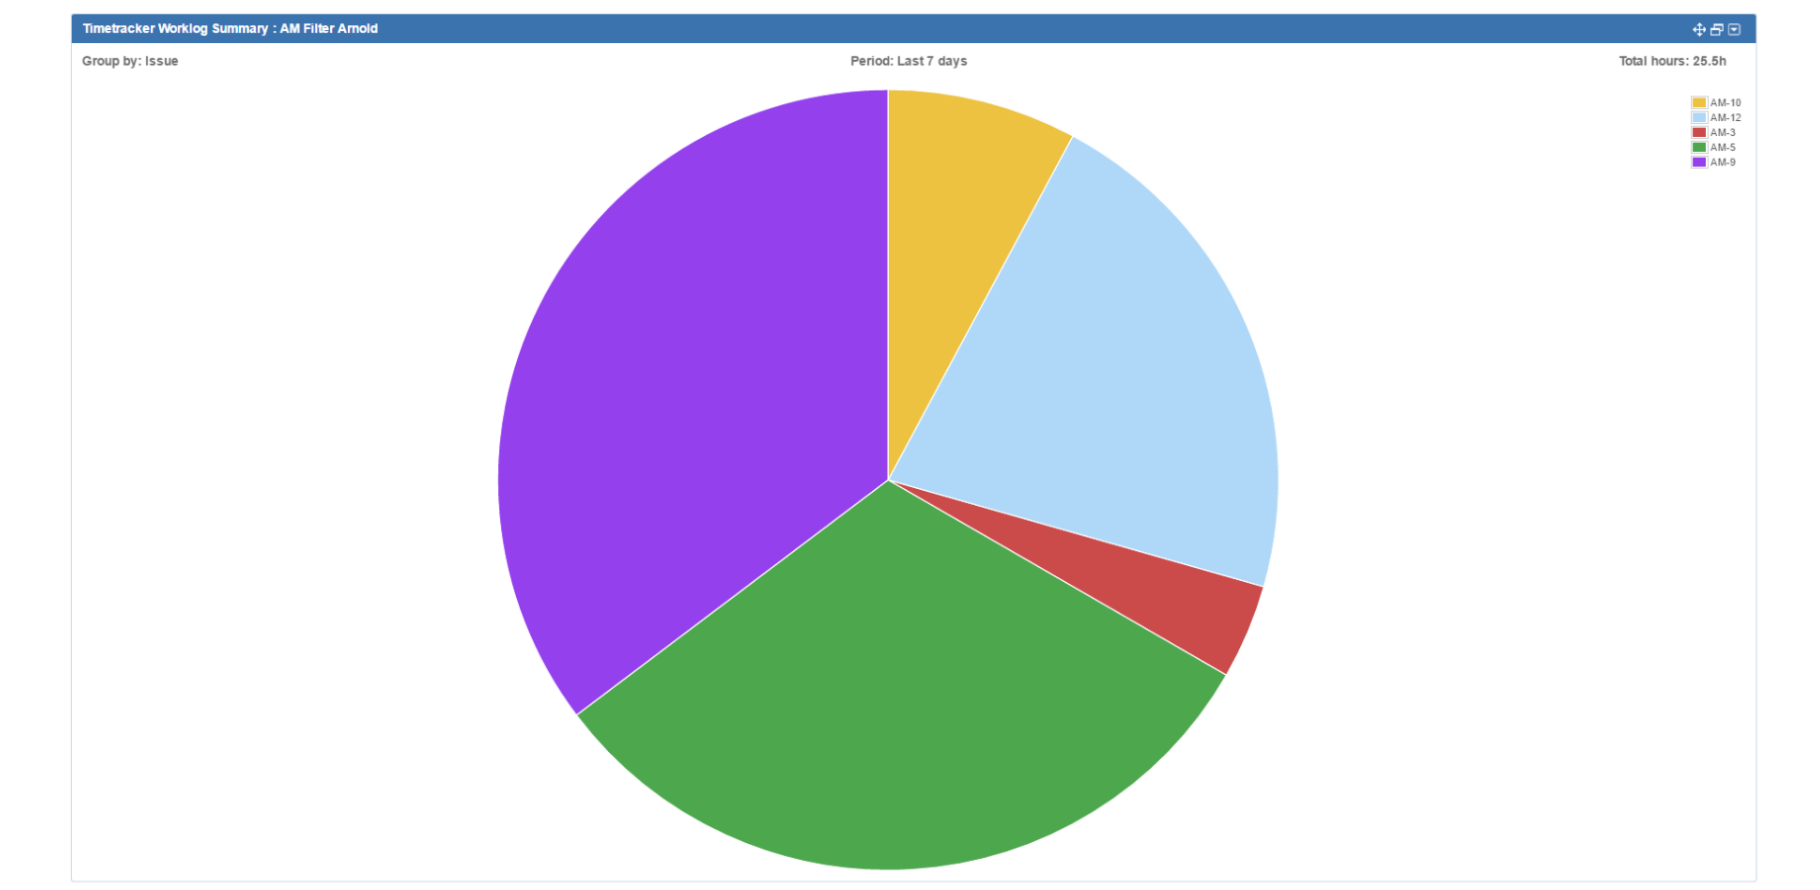 Timetracker Worklog Summary : AM Filter Arnold
Group by: Issue
Period: Last 7 days
Total hours: 25.5h
AM-10
AM-12
AM-3
AM-5
AM-9